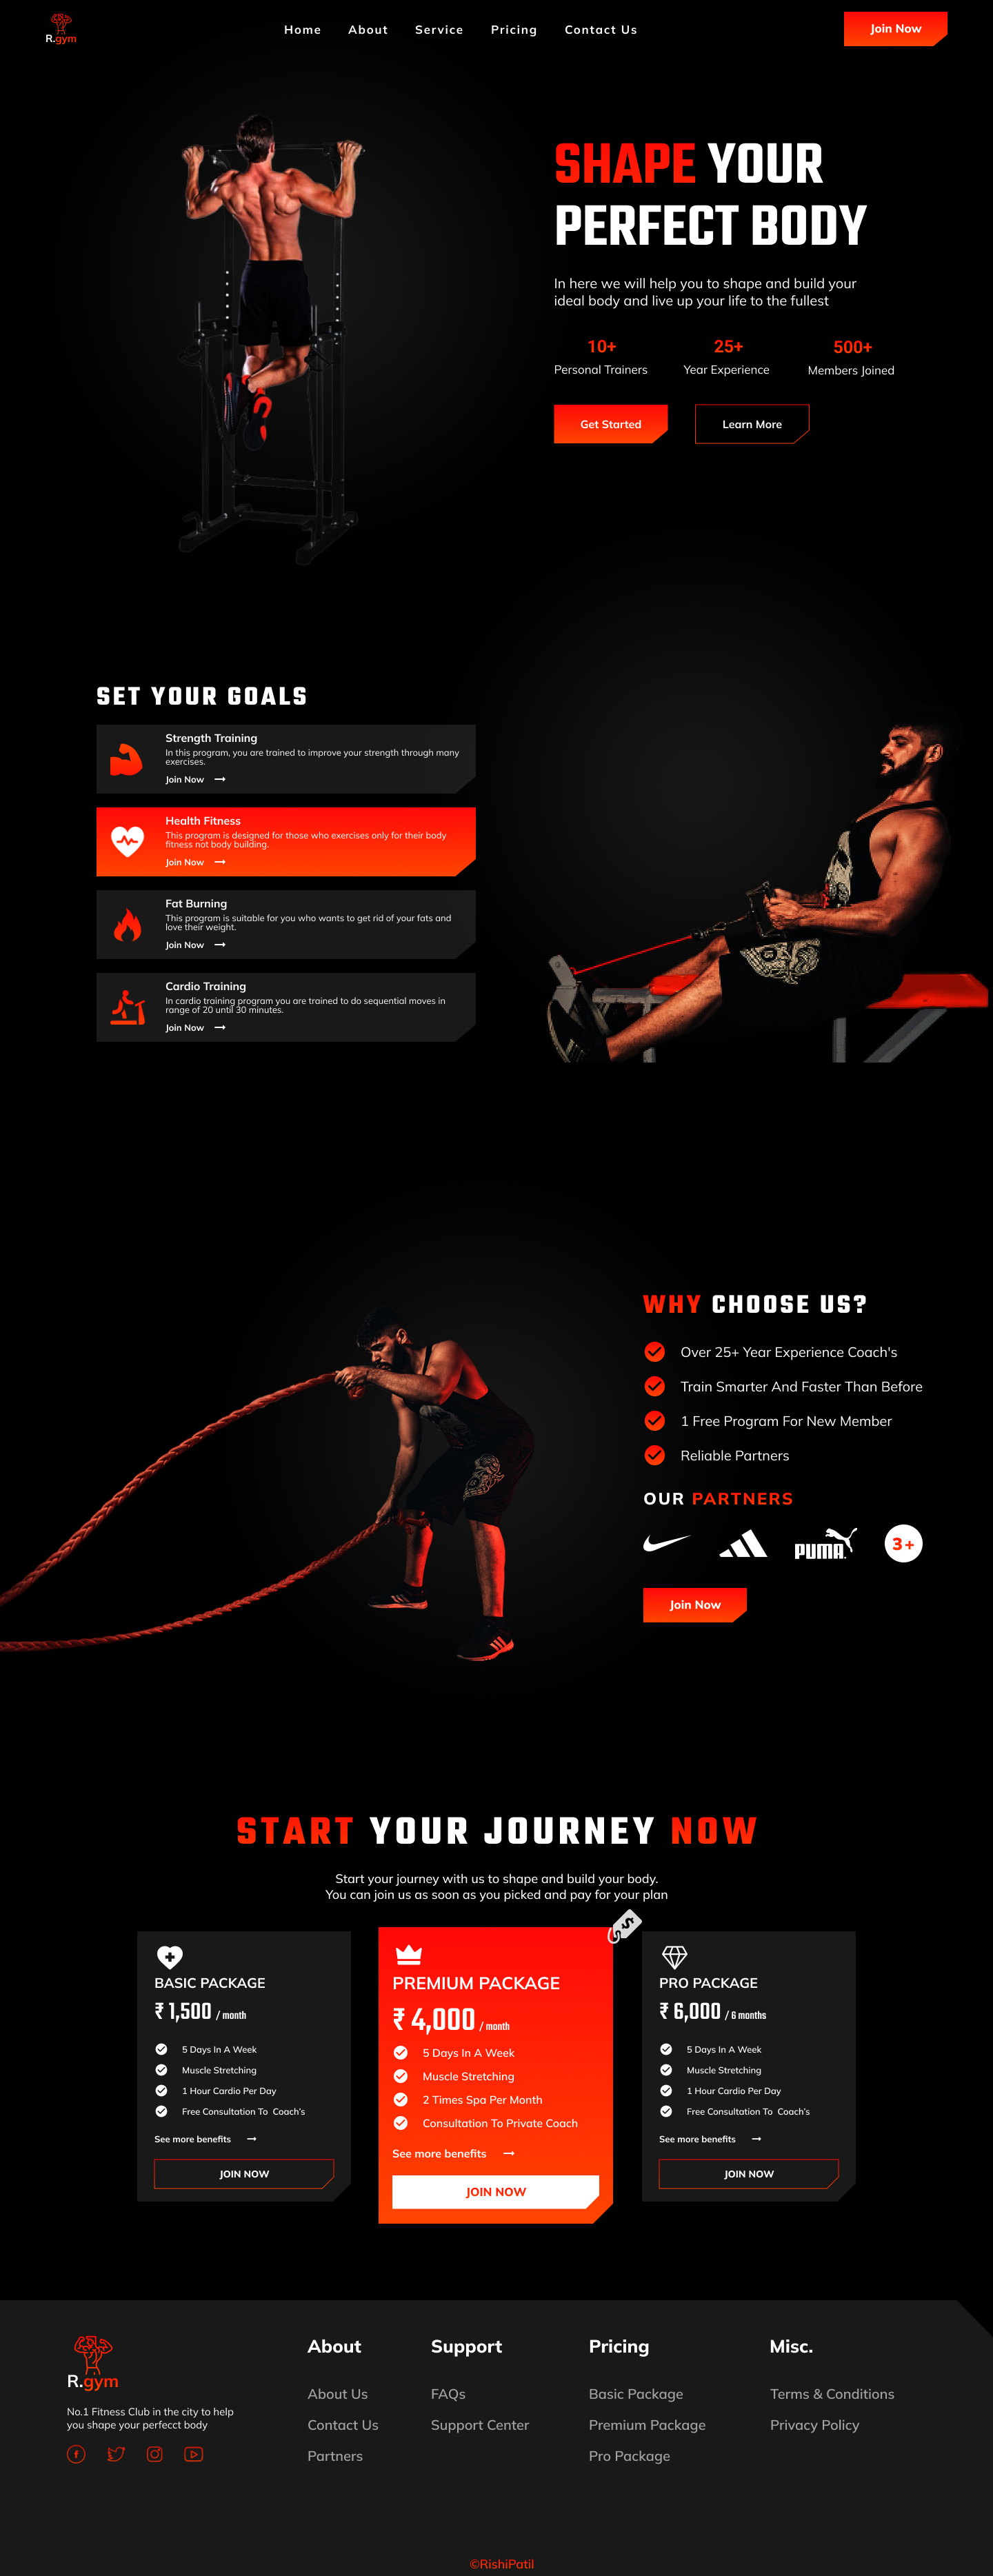 R.gym
Home About Service Pricing Contact Us
Join Now
SHAPE YOUR
PERFECT BODY
In here we will help you to shape and build your
ideal body and live up your life to the fullest
10+ 25+ 500+
Personal Trainers Year Experience Members Joined
Get Started Learn More
SET YOUR GOALS
Strength Training
In this program, you are trained to improve your strength through many
exercises.
Join Now
Health Fitness
This program is designed for those who exercises only for their body
fitness not body building.
Join Now
Fat Burning
This program is suitable for you who wants to get rid of your fats and
love their weight.
Join Now
Cardio Training
In cardio training program you are trained to do sequential moves in
range of 20 until 30 minutes.
Join Now
WHY CHOOSE US?
Over 25+ Year Experience Coach's
Train Smarter And Faster Than Before
1 Free Program For New Member
Reliable Partners
OUR PARTNERS
PUMA
3+
Join Now
START YOUR JOURNEY NOW
Start your journey with us to shape and build your body.
You can join us as soon as you picked and pay for your plan
BASIC PACKAGE
₹ 1,500 / month
5 Days In A Week
Muscle Stretching
1 Hour Cardio Per Day
Free Consultation To Coach's
See more benefits
JOIN NOW
$
PREMIUM PACKAGE
₹ 4,000 / month
5 Days In A Week
Muscle Stretching
2 Times Spa Per Month
Consultation To Private Coach
See more benefits
JOIN NOW
PRO PACKAGE
₹ 6,000 / 6 months
5 Days In A Week
Muscle Stretching
1 Hour Cardio Per Day
Free Consultation To Coach's
See more benefits
JOIN NOW
R.gym
No.1 Fitness Club in the city to help
you shape your perfecct body
About
About Us
Contact Us
Partners
Support
FAQs
Support Center
Pricing
Basic Package
Premium Package
Pro Package
Misc.
Terms & Conditions
Privacy Policy
©RishiPatil